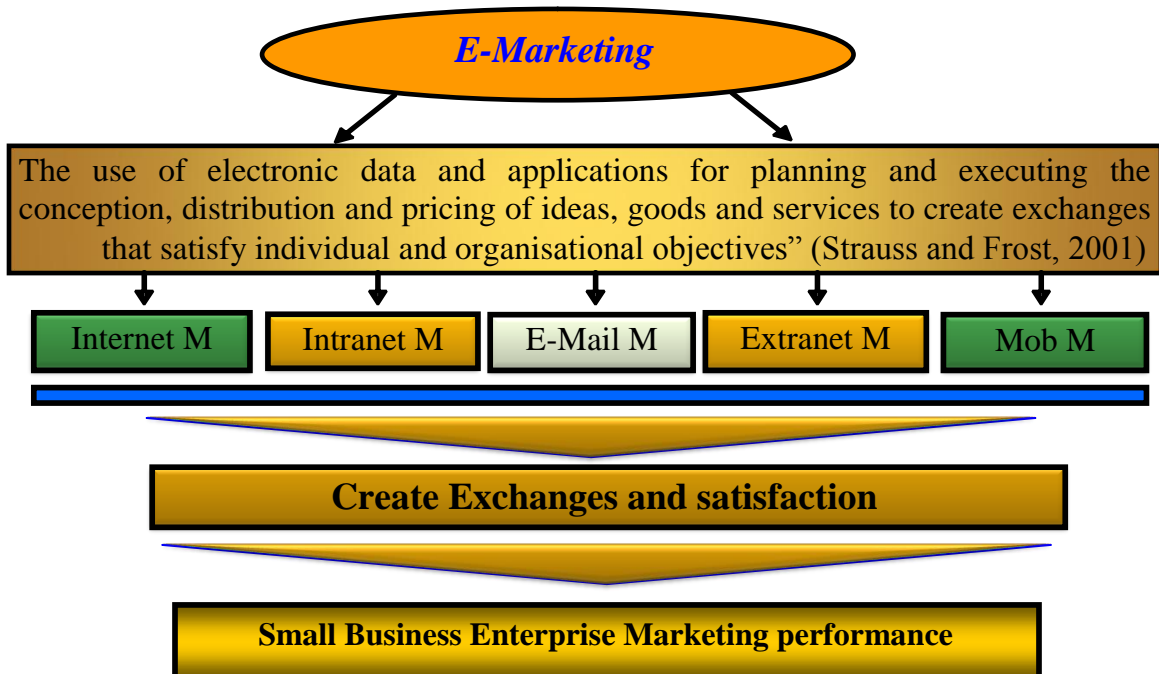 E-Marketing
The use of electronic data and applications for planning and executing the
conception, distribution and pricing of ideas, goods and services to create exchanges
that satisfy individual and organisational objectives” (Strauss and Frost, 2001)
Internet M
Intranet M
E-Mail M
Extranet M
Mob M
Create Exchanges and satisfaction
Small Business Enterprise Marketing performance